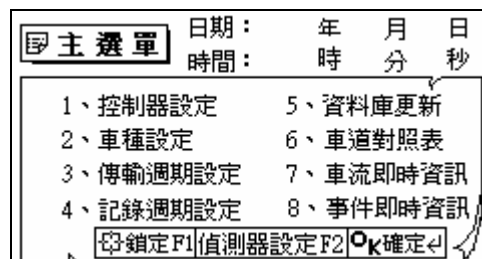 主選單 日期： 年 月 日
時間： 時 分 秒
1、控制器設定 5、資料庫更新
2、車種設定 6、車道對照表
3、傳輸週期設定 7、車流即時資訊
4、記錄週期設定 8、事件即時資訊
鎖定F1 偵測器設定F2 OK確定↵